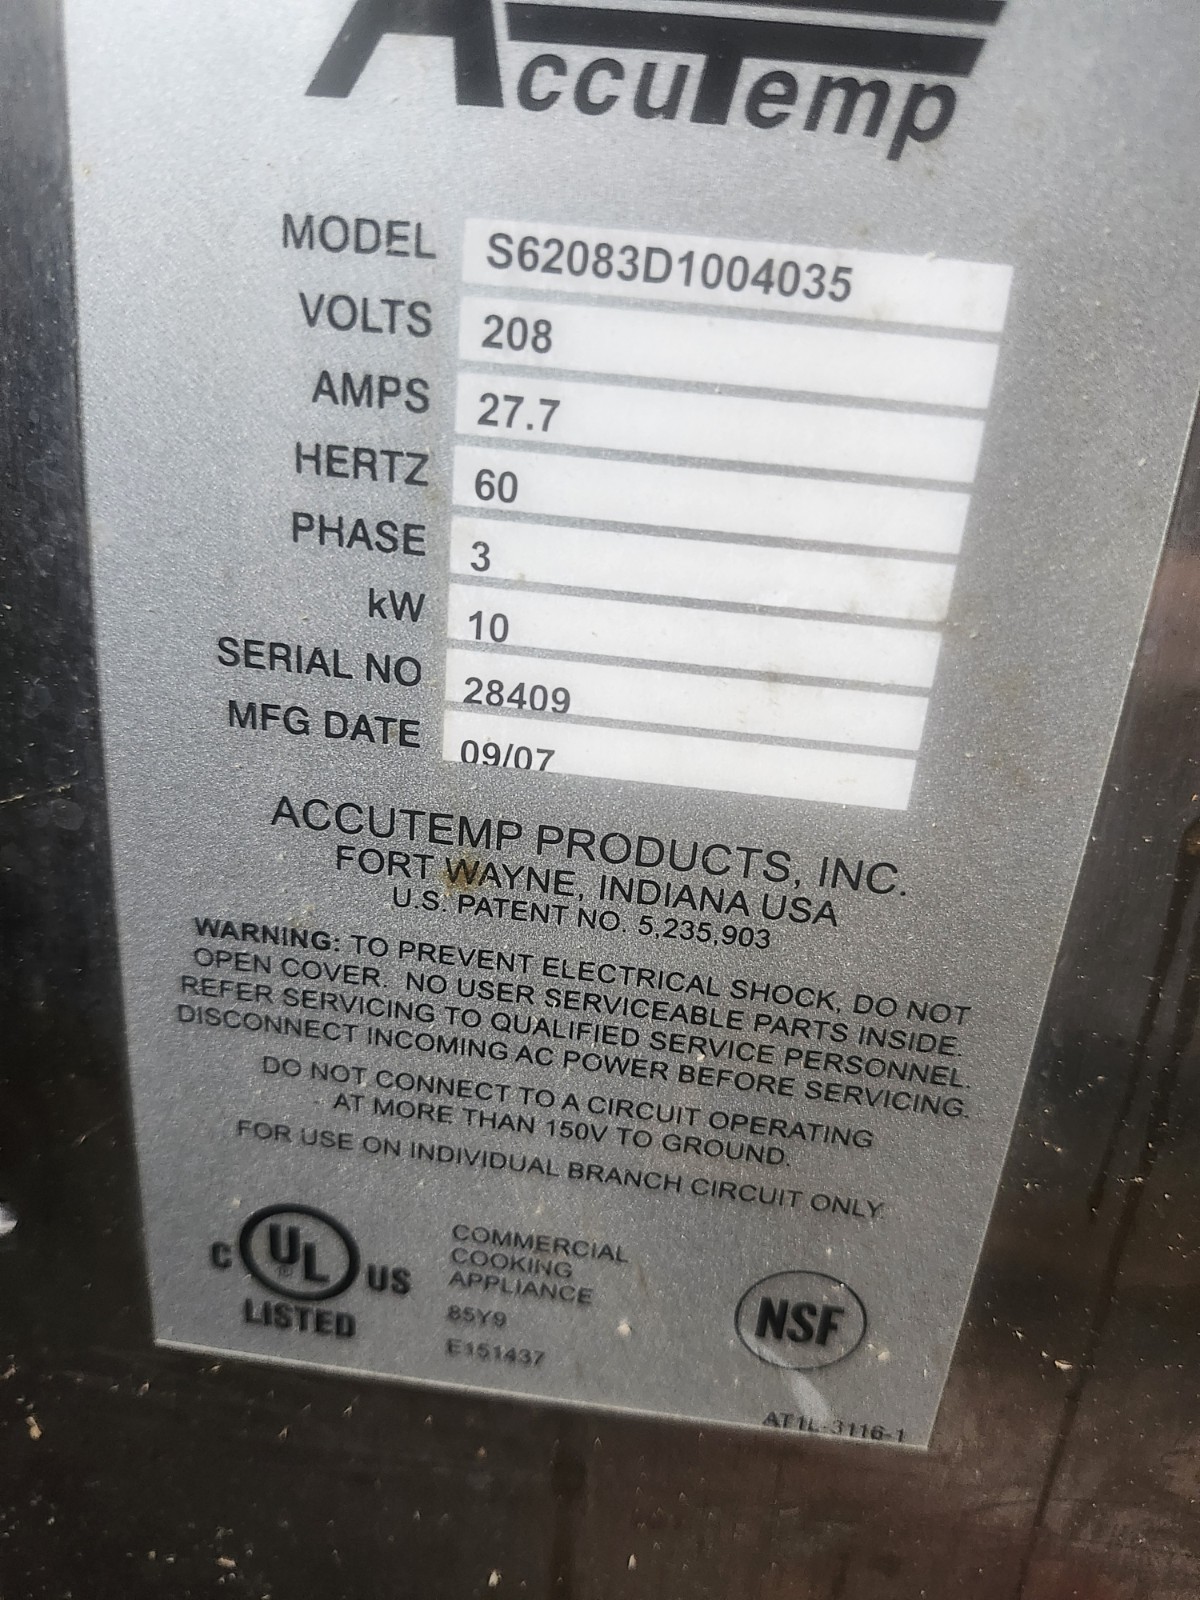 AccuTemp
MODEL S62083D1004035
VOLTS 208
AMPS 27.7
HERTZ 60
PHASE 3
kW 10
SERIAL NO 28409
MFG DATE 09/07
ACCUTEMP PRODUCTS, INC.
FORT WAYNE, INDIANA USA
U.S. PATENT NO. 5,235,903
WARNING: TO PREVENT ELECTRICAL SHOCK, DO NOT
OPEN COVER. NO USER SERVICEABLE PARTS INSIDE.
REFER SERVICING TO QUALIFIED SERVICE PERSONNEL.
DISCONNECT INCOMING AC POWER BEFORE SERVICING.
DO NOT CONNECT TO A CIRCUIT OPERATING
AT MORE THAN 150V TO GROUND.
FOR USE ON INDIVIDUAL BRANCH CIRCUIT ONLY.
C UL ® US
LISTED
COMMERCIAL
COOKING
APPLIANCE
85Y9
E151437
NSF
AT1L-3116-1